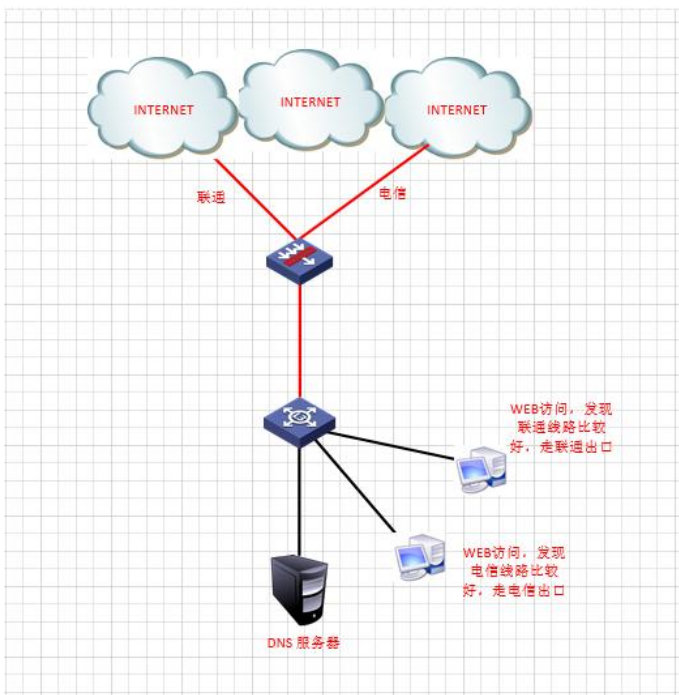 INTERNET
INTERNET
INTERNET
联通
电信
WEB访问，发现
联通线路比较
好，走联通出口
WEB访问，发现
电信线路比较
好，走电信出口
DNS 服务器